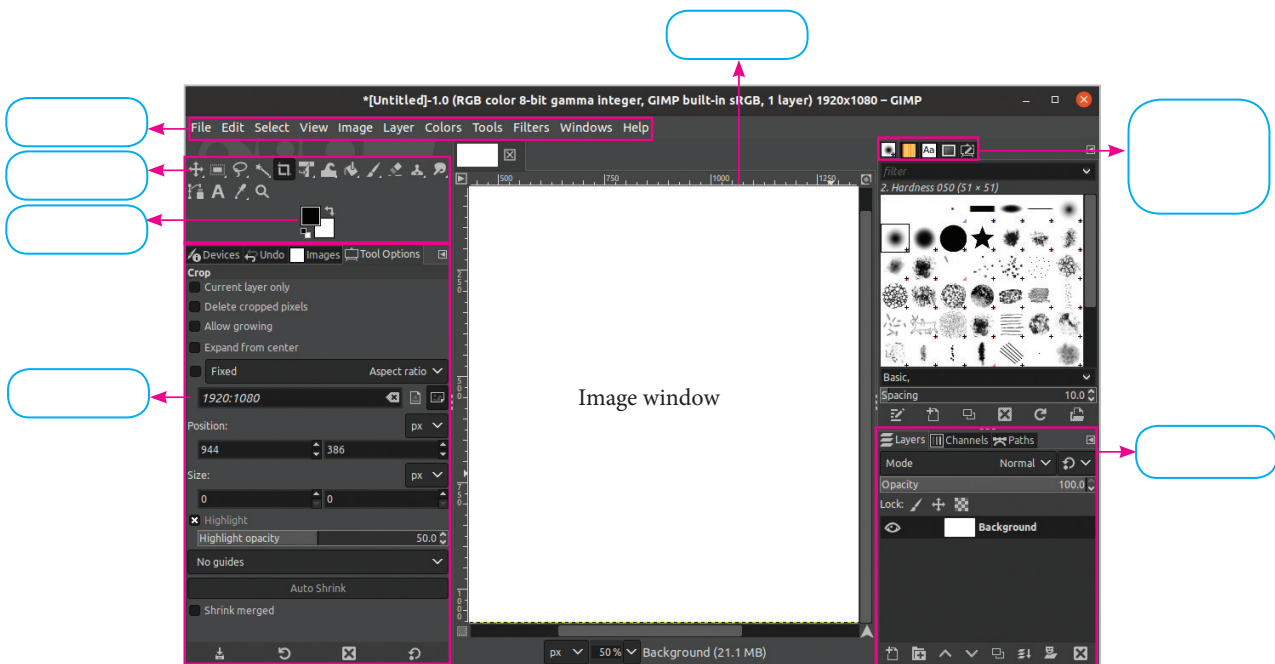 *[Untitled]-1.0 (RGB color 8-bit gamma integer, GIMP built-in sRGB, 1 layer) 1920x1080 – GIMP
File Edit Select View Image Layer Colors Tools Filters Windows Help
Devices Undo Images Tool Options
Crop
Current layer only
Delete cropped pixels
Allow growing
Expand from center
Fixed Aspect ratio
1920:1080
Position: px
944 386
Size: px
0 0
Highlight
Highlight opacity 50.0
No guides
Auto Shrink
Shrink merged
500 750 1000 1250
250
500
750
1000
Image window
px 50% Background (21.1 MB)
Aa
filter
2. Hardness 050 (51 × 51)
Basic,
Spacing 10.0
Layers Channels Paths
Mode Normal
Opacity 100.0
Lock:
Background